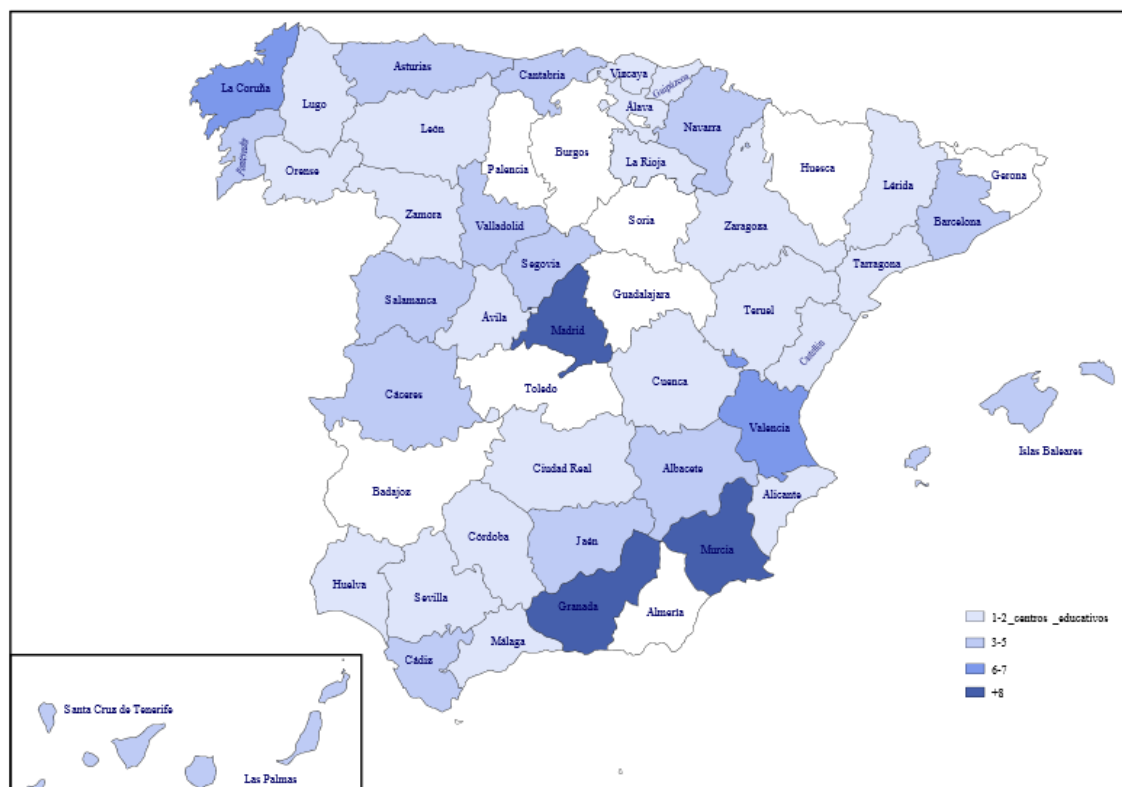 La Coruña
Lugo
Asturias
Cantabria
Vizcaya
Guipúzcoa
Álava
Navarra
Pontevedra
Orense
León
Palencia
Burgos
La Rioja
Huesca
Lérida
Gerona
Barcelona
Zamora
Valladolid
Soria
Zaragoza
Tarragona
Segovia
Salamanca
Ávila
Madrid
Guadalajara
Teruel
Castellón
Cáceres
Toledo
Cuenca
Valencia
Islas Baleares
Badajoz
Ciudad Real
Albacete
Alicante
Córdoba
Jaén
Murcia
Huelva
Sevilla
Granada
Almería
Málaga
Cádiz
1-2_centros _educativos
3-5
6-7
+8
Santa Cruz de Tenerife
Las Palmas